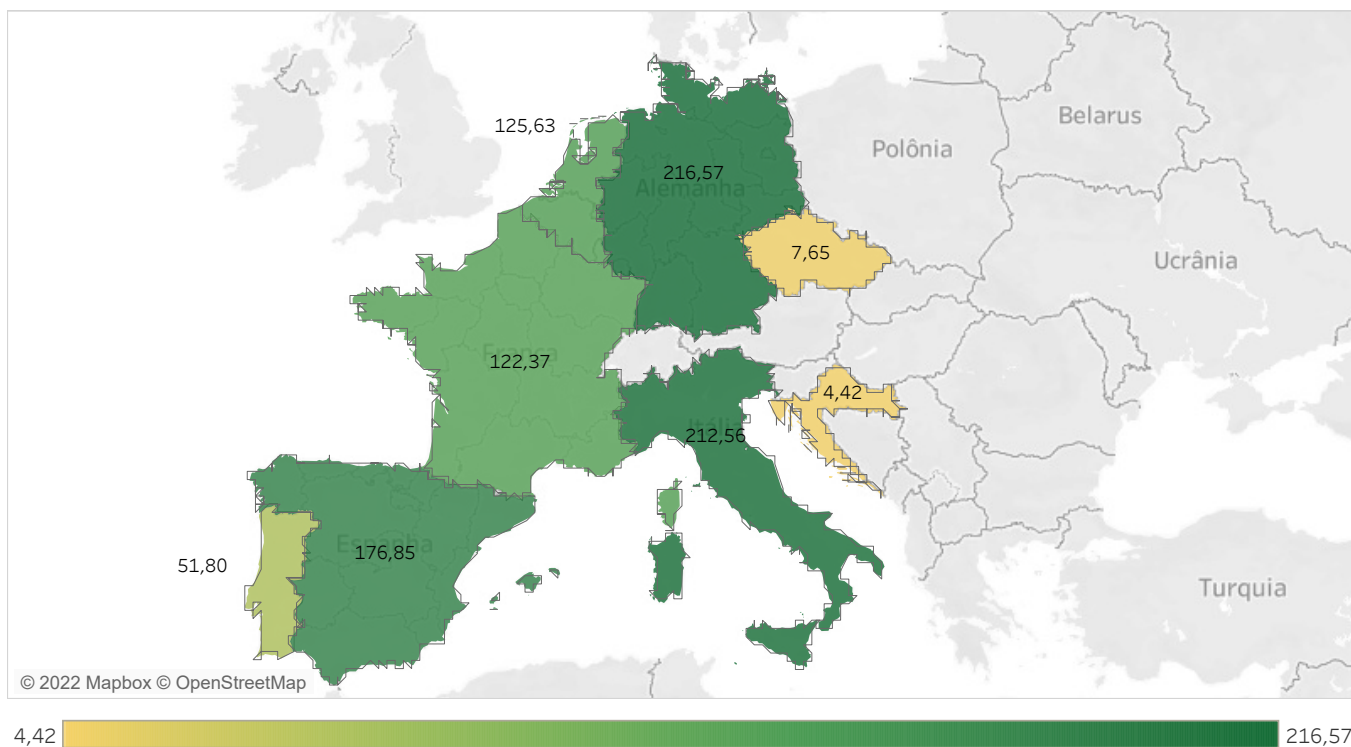 Belarus
125,63
Polônia
216,57
Alemanha
7,65
Ucrânia
França
122,37
4,42
Itália
212,56
Espanha
176,85
51,80
Turquia
© 2022 Mapbox © OpenStreetMap
4,42
216,57